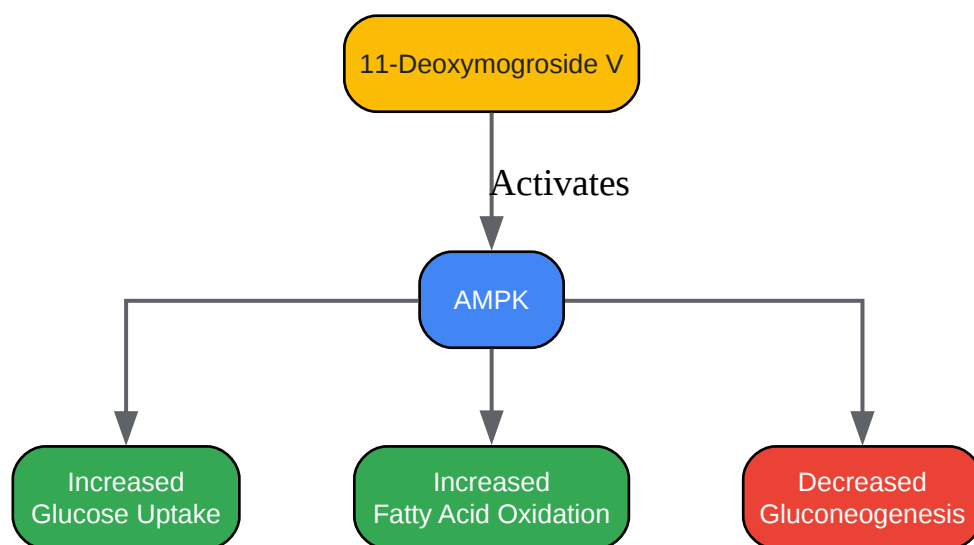 11-Deoxymogroside V
Activates
AMPK
Increased
Glucose Uptake
Increased
Fatty Acid Oxidation
Decreased
Gluconeogenesis